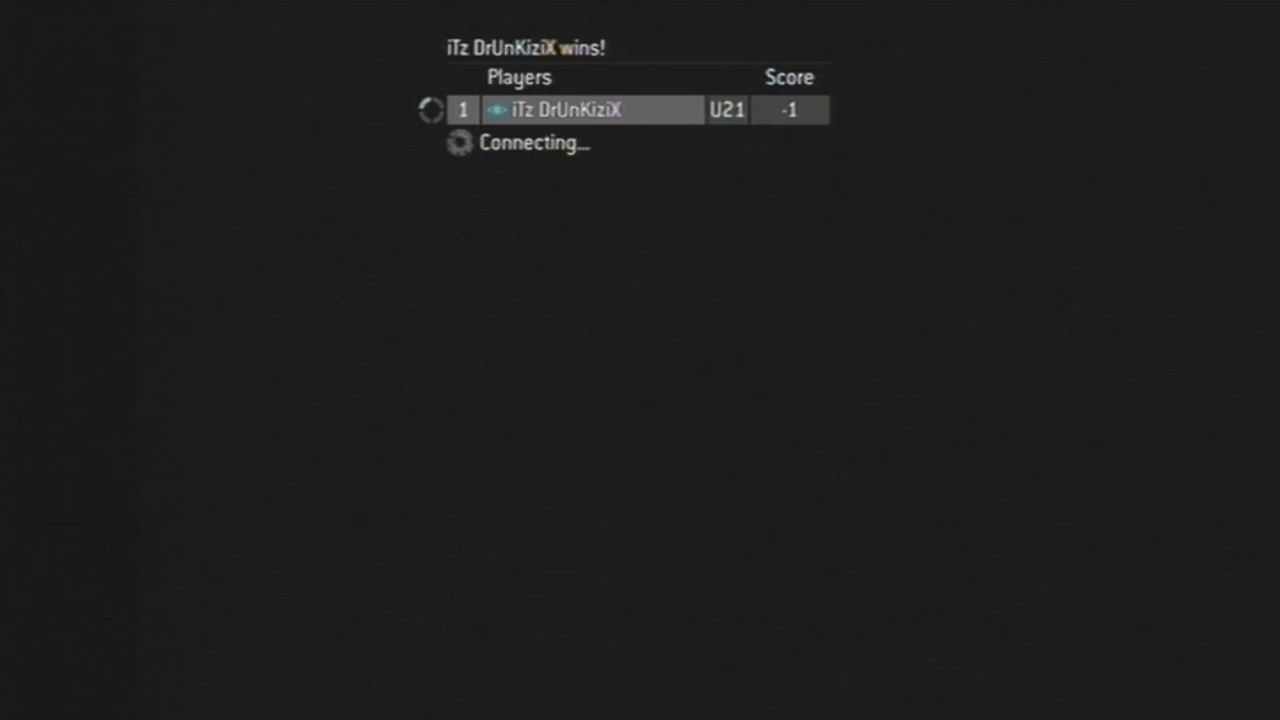 iTz DrUnKiziX wins!
Players Score
1 iTz DrUnKiziX U21 -1
Connecting...